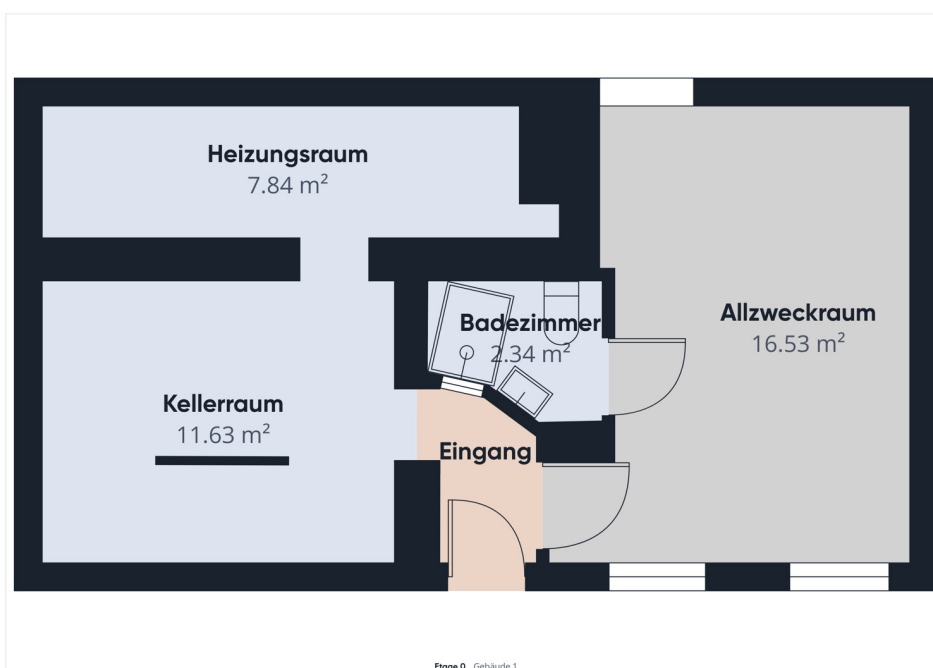 Heizungsraum
7.84 m²
Badezimmer
2.34 m²
Allzweckraum
16.53 m²
Kellerraum
11.63 m²
Eingang
Etage 0 Gebäude 1